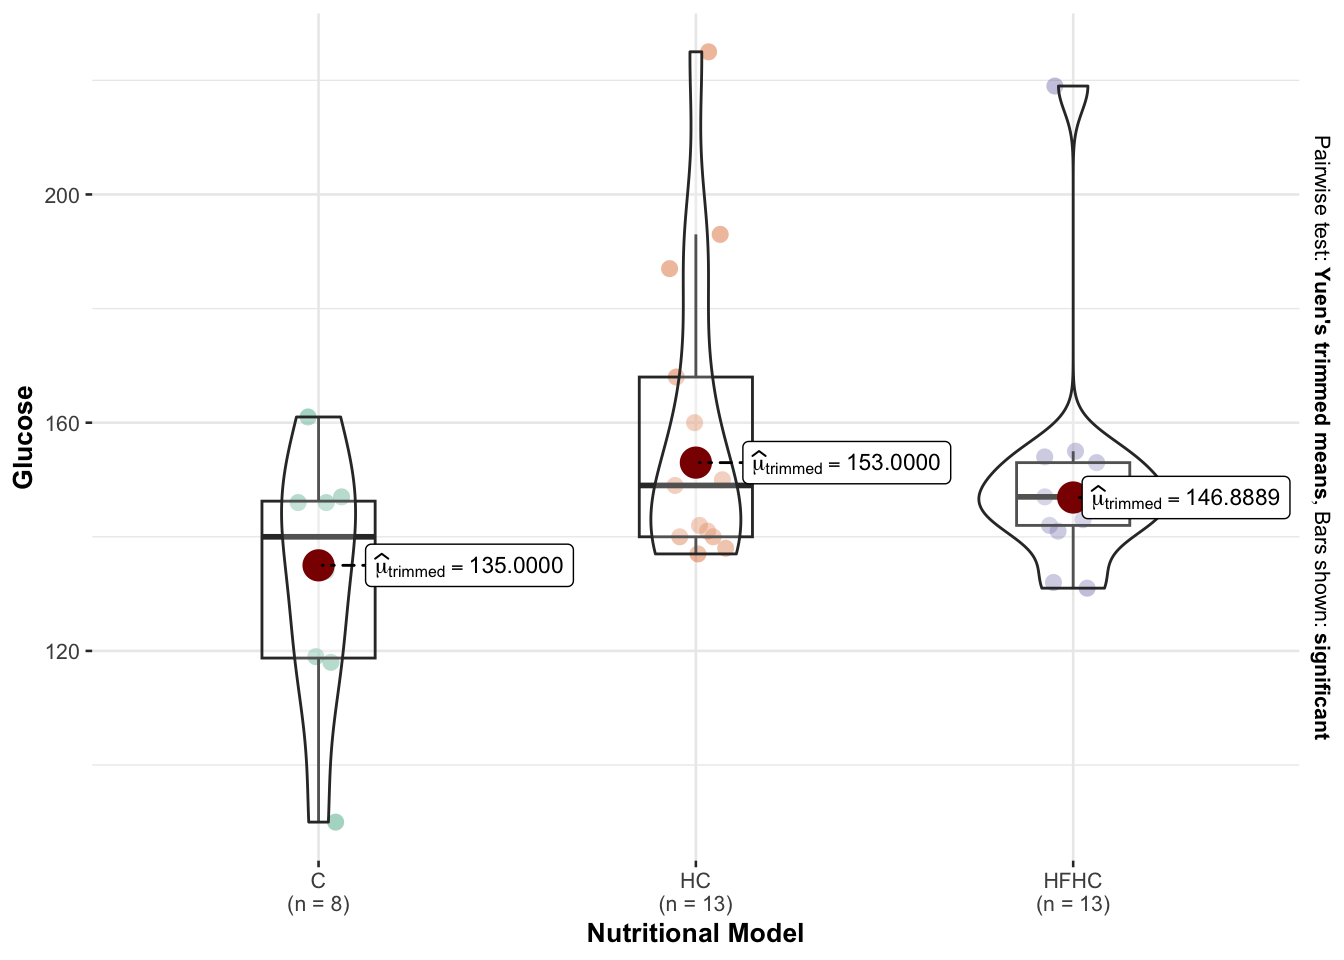 Glucose
200
160
120
μ̂trimmed = 135.0000
μ̂trimmed = 153.0000
μ̂trimmed = 146.8889
C
(n = 8)
HC
(n = 13)
HFHC
(n = 13)
Nutritional Model
Pairwise test: Yuen's trimmed means, Bars shown: significant